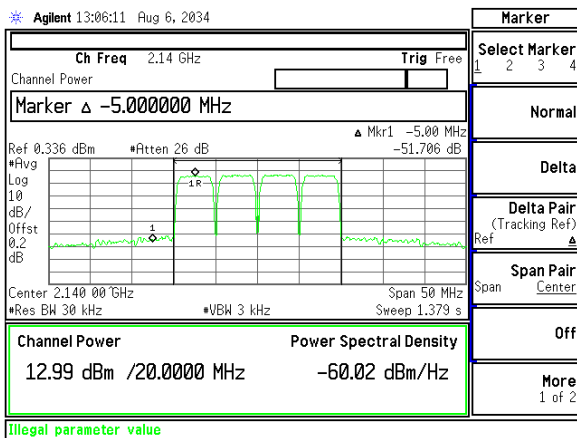 Agilent 13:06:11 Aug 6, 2034
Marker
Ch Freq 2.14 GHz Trig Free
Channel Power
Marker Δ -5.000000 MHz
Δ Mkr1 -5.00 MHz
Ref 0.336 dBm #Atten 26 dB -51.706 dB
#Avg
Log
10
dB/
Offst
0.2
dB
1R
1
Center 2.140 00 GHz Span 50 MHz
#Res BW 30 kHz #VBW 3 kHz Sweep 1.379 s
Channel Power Power Spectral Density
12.99 dBm /20.0000 MHz -60.02 dBm/Hz
Illegal parameter value
Select Marker
1 2 3 4
Normal
Delta
Delta Pair
(Tracking Ref)
Ref Δ
Span Pair
Span Center
Off
More
1 of 2